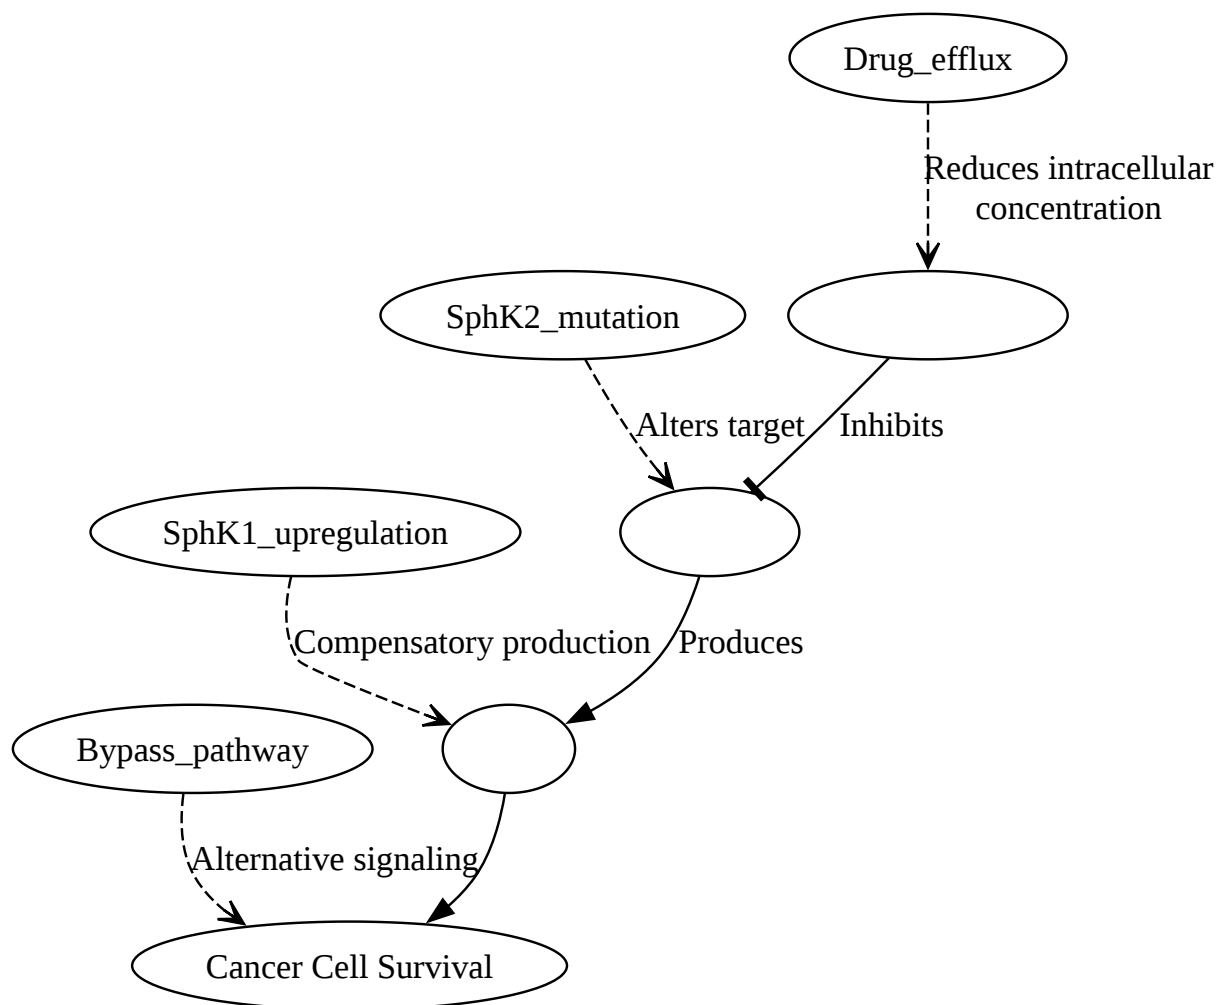 Drug_efflux
Reduces intracellular
concentration
SphK2_mutation
Alters target
Inhibits
SphK1_upregulation
Compensatory production
Produces
Bypass_pathway
Alternative signaling
Cancer Cell Survival